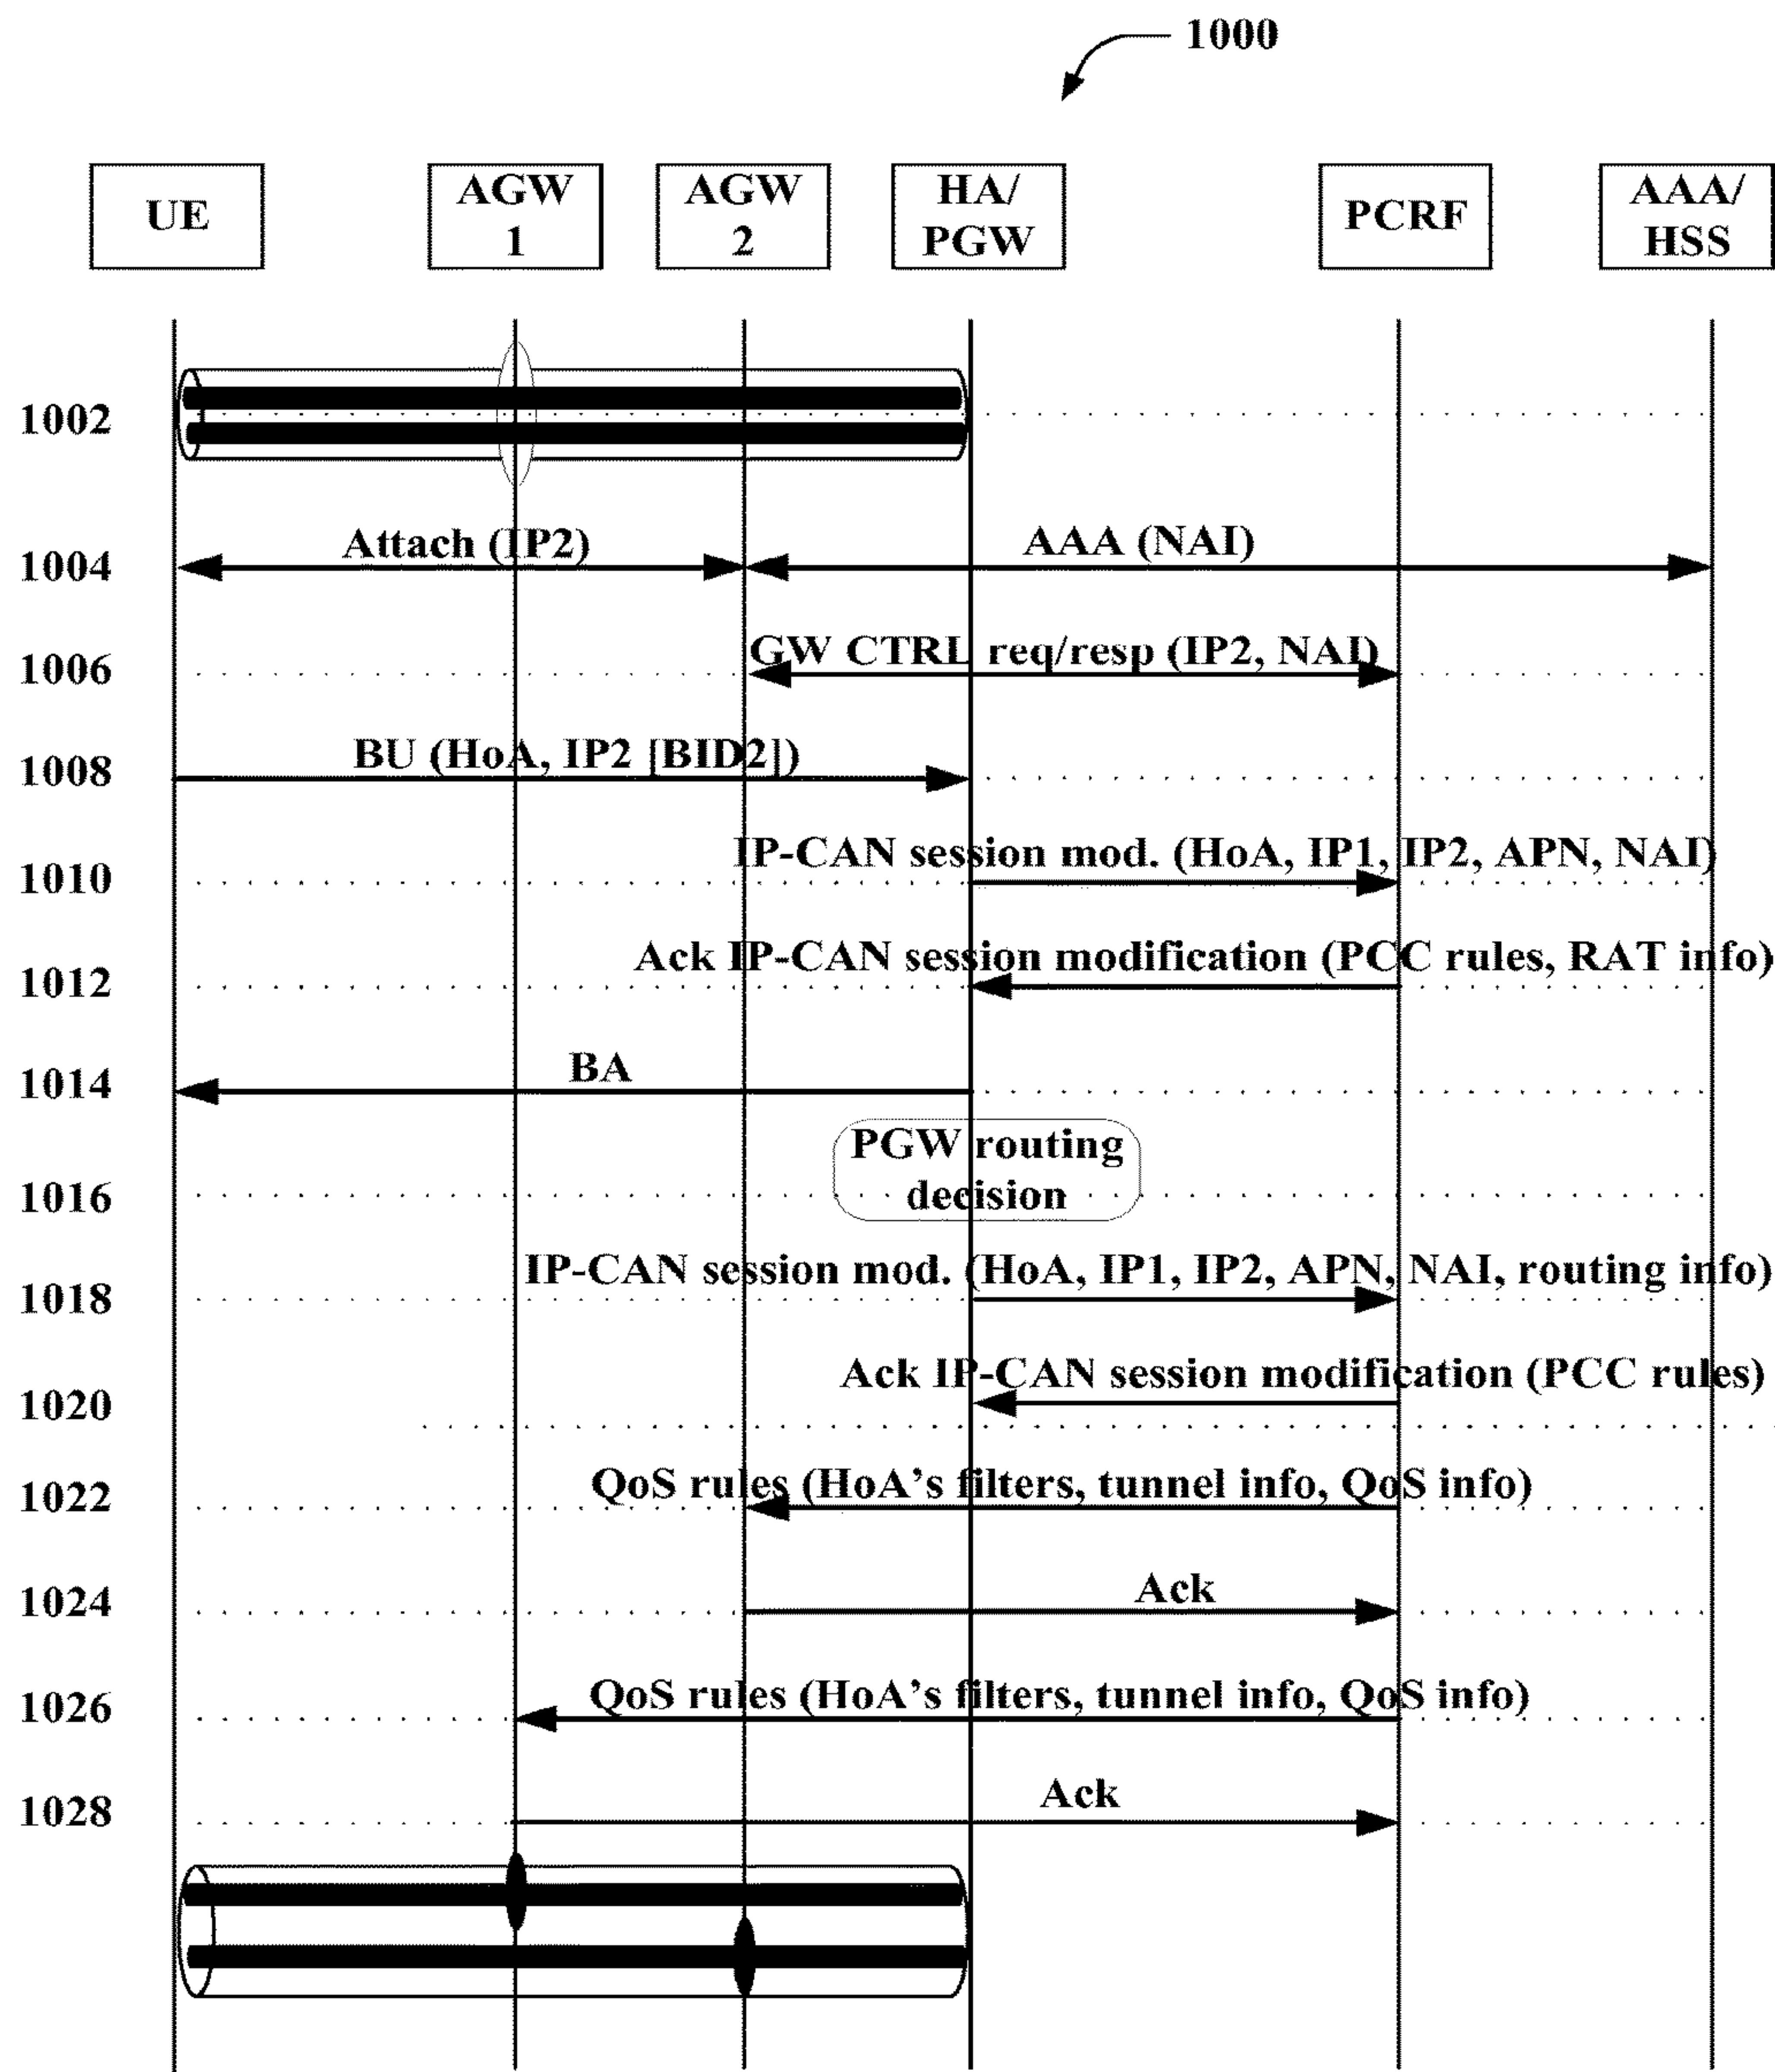 1000
UE
AGW
1
AGW
2
HA/
PGW
PCRF
AAA/
HSS
1002
1004
Attach (IP2)
AAA (NAI)
1006
GW CTRL req/resp (IP2, NAI)
1008
BU (HoA, IP2 [BID2])
1010
IP-CAN session mod. (HoA, IP1, IP2, APN, NAI)
1012
Ack IP-CAN session modification (PCC rules, RAT info)
1014
BA
1016
PGW routing
decision
1018
IP-CAN session mod. (HoA, IP1, IP2, APN, NAI, routing info)
1020
Ack IP-CAN session modification (PCC rules)
1022
QoS rules (HoA's filters, tunnel info, QoS info)
1024
Ack
1026
QoS rules (HoA's filters, tunnel info, QoS info)
1028
Ack